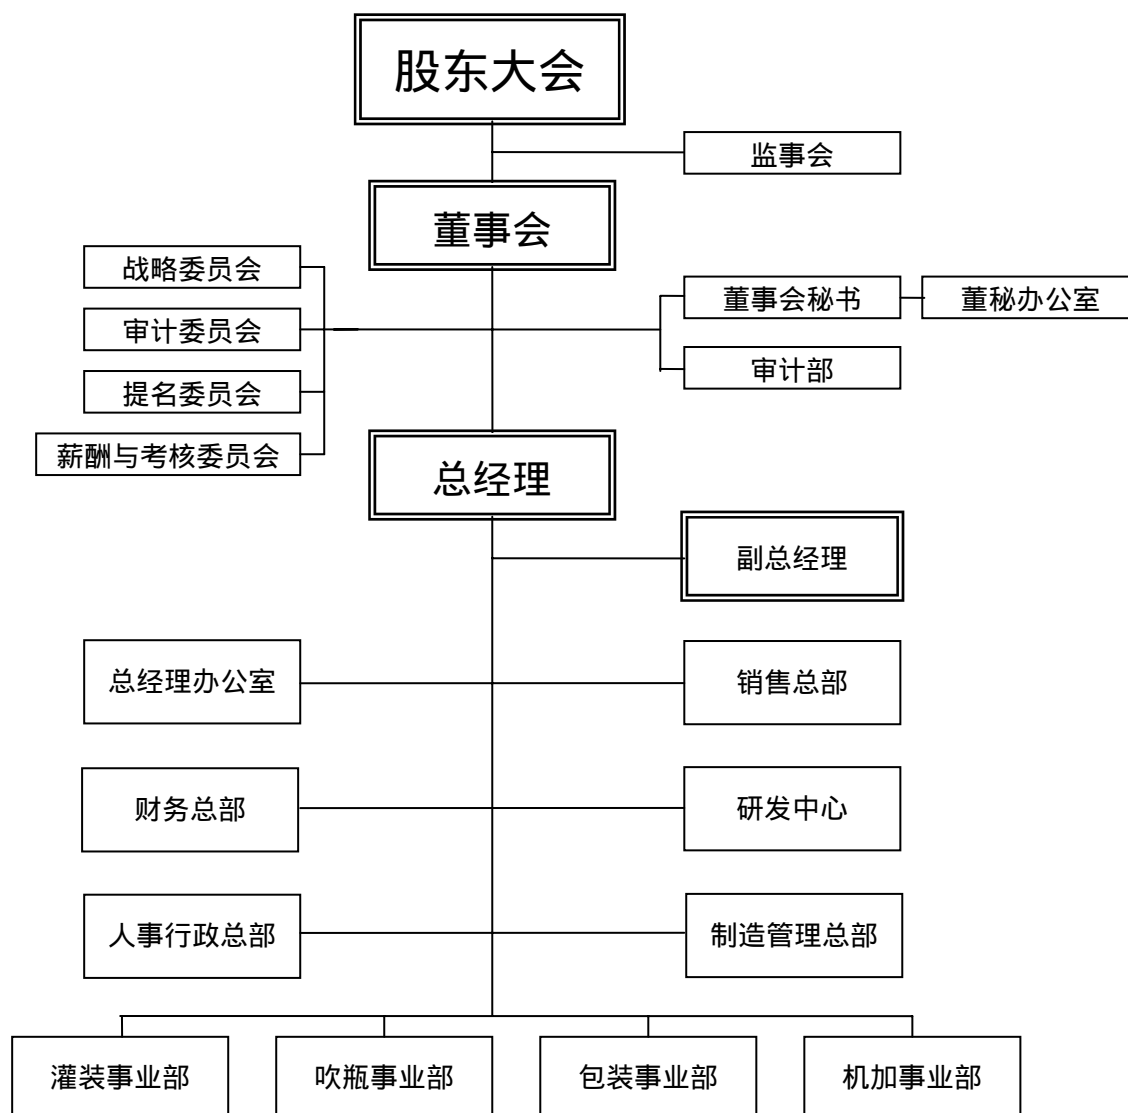 股东大会
监事会
董事会
战略委员会
董事会秘书
董秘办公室
审计委员会
审计部
提名委员会
薪酬与考核委员会
总经理
副总经理
总经理办公室
销售总部
财务总部
研发中心
人事行政总部
制造管理总部
灌装事业部
吹瓶事业部
包装事业部
机加事业部